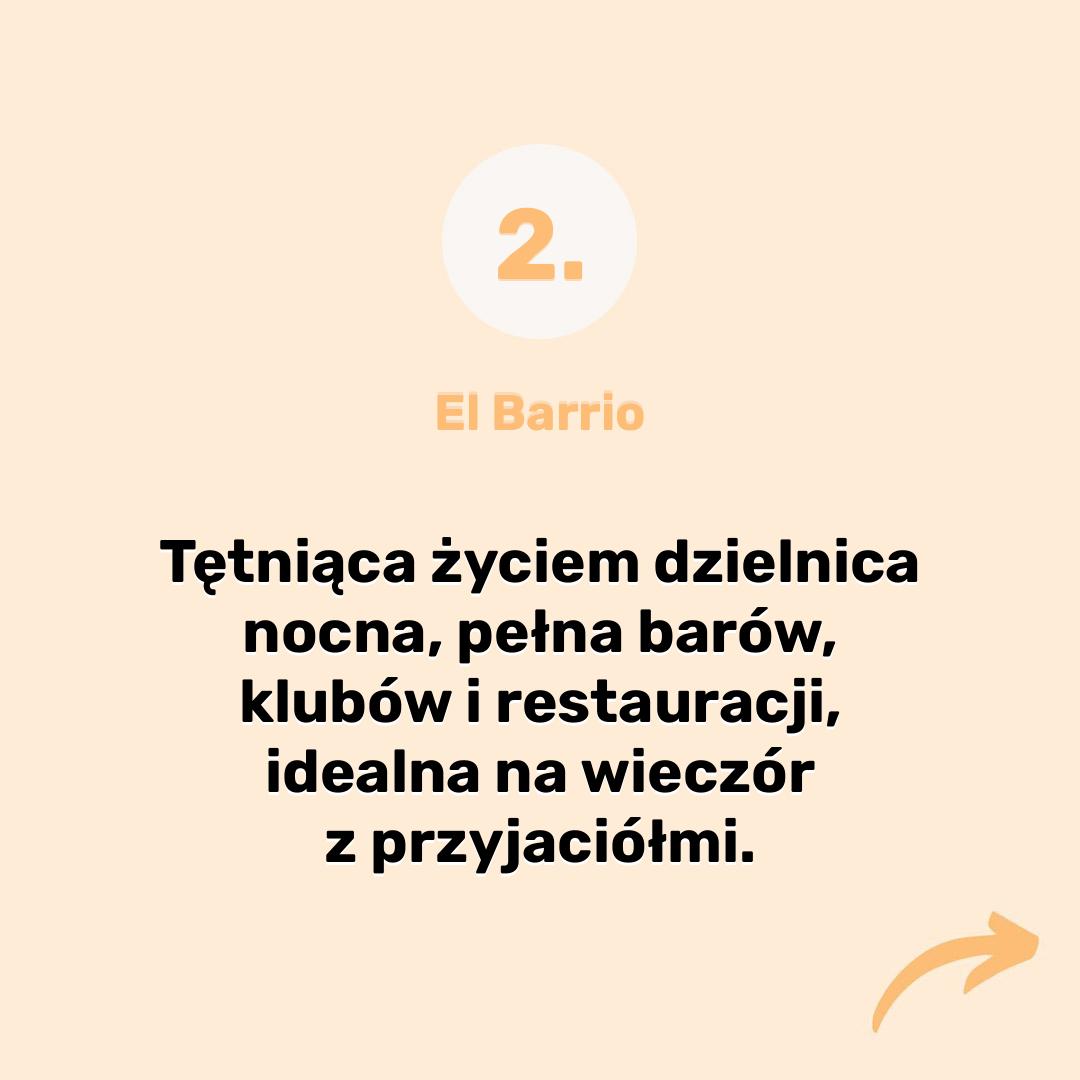 2.
El Barrio
Tętniąca życiem dzielnica
nocna, pełna barów,
klubów i restauracji,
idealna na wieczór
z przyjaciółmi.